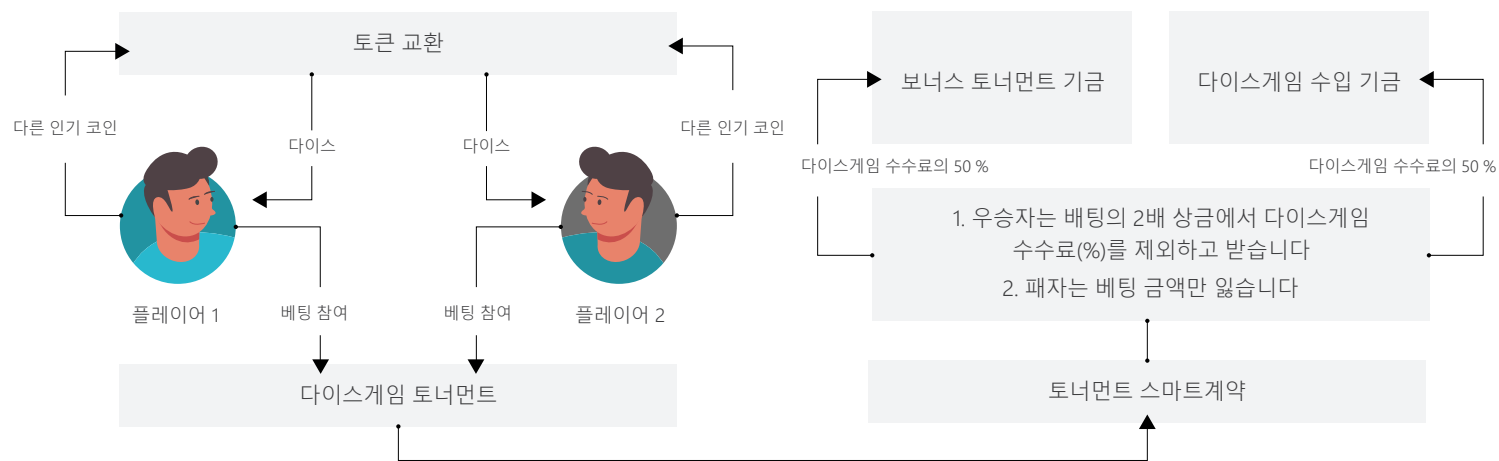 토큰 교환
다른 인기 코인
다이스
다이스
다른 인기 코인
플레이어 1
베팅 참여
베팅 참여
플레이어 2
다이스게임 토너먼트
보너스 토너먼트 기금
다이스게임 수입 기금
다이스게임 수수료의 50 %
다이스게임 수수료의 50 %
1. 우승자는 배팅의 2배 상금에서 다이스게임
수수료(%)를 제외하고 받습니다
2. 패자는 베팅 금액만 잃습니다
토너먼트 스마트계약